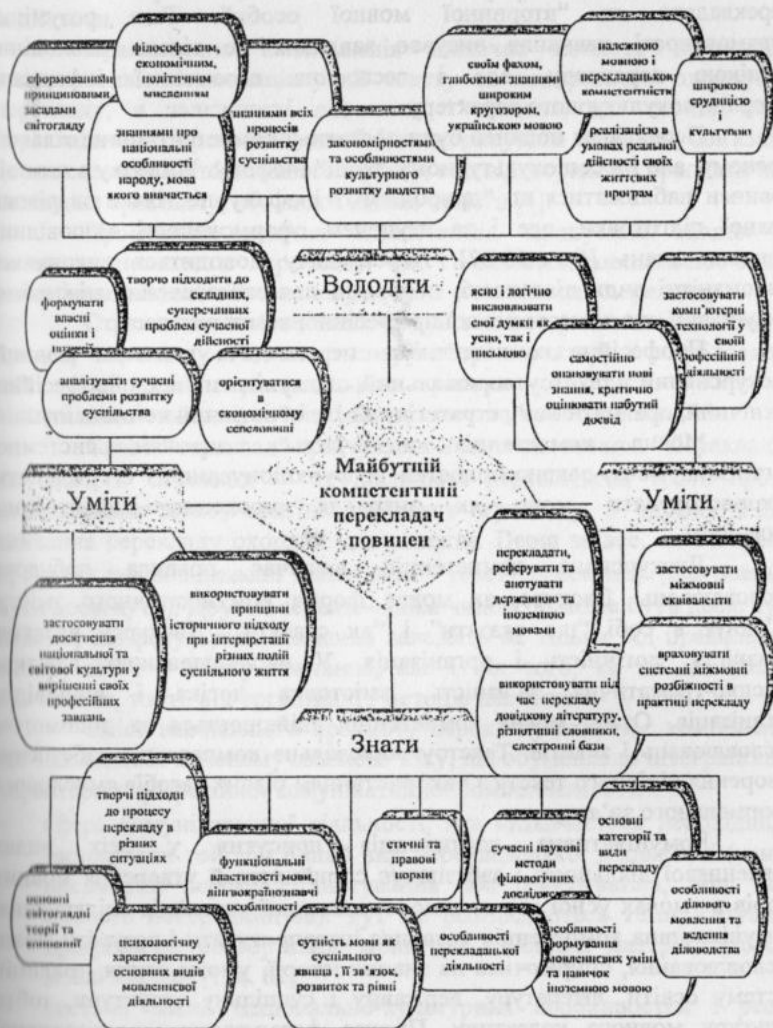 сформованими
принциповими
засадами
світогляду
філософським,
економічним,
політичним
мисленням
знаннями про
національні
особливості
народу, мова
якого
вивчається
знаннями всіх
процесів
розвитку
суспільства
закономірностями
та особливостями
культурного
розвитку людства
своїм фахом,
глибокими знаннями,
широким
кругозором,
українською мовою
належною
мовною і
перекладацькою
компетентністю
реалізацією в
умовах реальної
дійсності своїх
програм
широкою
ерудицією
і
культурою
Володіти
формувати
власні
оцінки і
творчо підходити до
складних,
суперечливих
проблем сучасної
дійсності
аналізувати сучасні
проблеми розвитку
суспільства
орієнтуватися
в
економічному
середовищі
ясно і логічно
висловлювати
свої думки як
усно, так і
письмово
опановувати нові
знання, критично
оцінювати набутий
досвід
застосовувати
комп’ютерні
технології у
своїй
професійній
діяльності
Уміти
Майбутній
компетентний
перекладач
повинен
Уміти
застосовувати
досягнення
національної та
світової культури у
вирішенні своїх
професійних
завдань
використовувати
принципи
історичного підходу
при інтерпретації
різних подій
суспільного життя
перекладати,
реферувати та
анотувати
державною та
іноземною
мовами
використовувати під
час перекладу
довідкову літературу,
різнотивні словники,
електронні бази
застосовувати
міжмовні
еквіваленти
враховувати
системні міжмовні
розбіжності в
практиці перекладу
Знати
творчі підходи
до процесу
перекладу в
різних
ситуаціях
основні
світоглядні
теорії та
концепції
психологічну
характеристику
основних видів
мовленнєвої
діяльності
функціональні
властивості мови,
лінгвокраїнознавчі
особливості
сутність мови як
суспільного
явища , її зв’язок,
розвиток та рівні
етичні та
правові
норми
особливості
перекладацької
діяльності
сучасні наукові
методи
філологічних
досліджень
особливості
формування
мовленнєвих умінь
та навичок
іноземною мовою
основні
категорії та
види
перекладу
особливості
ділового
мовлення та
ведення
діловодства